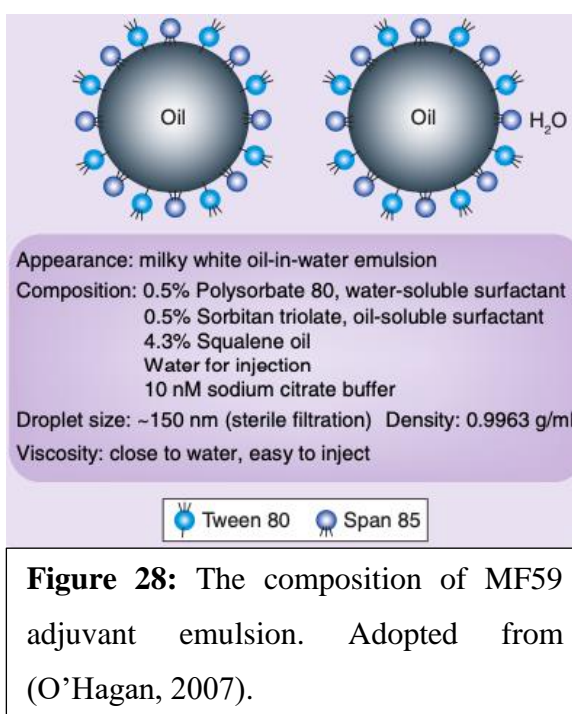 Oil
Oil
H₂O
Appearance: milky white oil-in-water emulsion
Composition: 0.5% Polysorbate 80, water-soluble surfactant
0.5% Sorbitan triolate, oil-soluble surfactant
4.3% Squalene oil
Water for injection
10 nM sodium citrate buffer
Droplet size: ~150 nm (sterile filtration) Density: 0.9963 g/ml
Viscosity: close to water, easy to inject
Tween 80 Span 85
Figure 28: The composition of MF59
adjuvant emulsion. Adopted from
(O’Hagan, 2007).